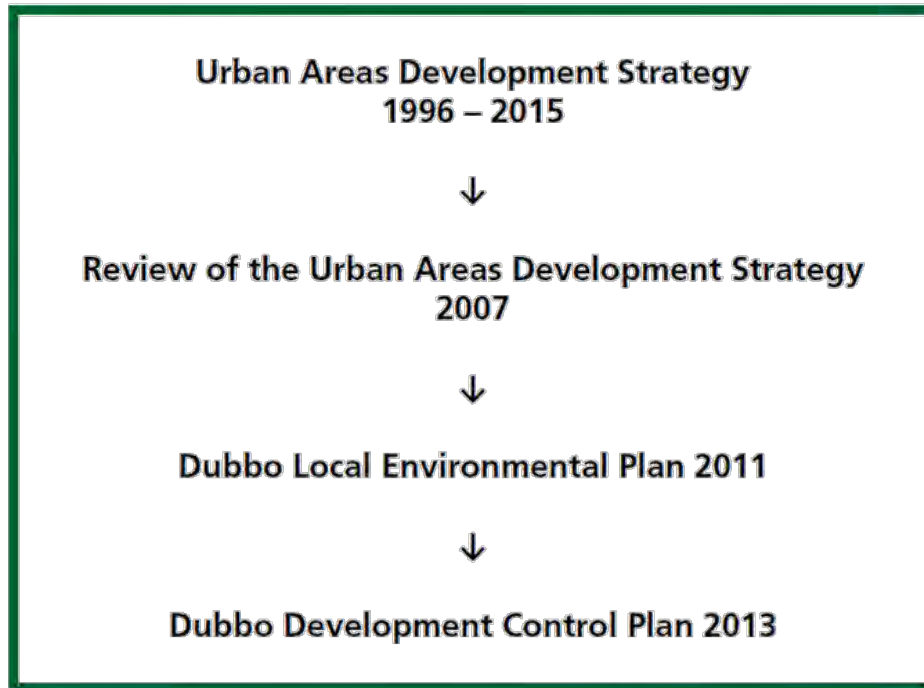 Urban Areas Development Strategy
1996 – 2015
↓
Review of the Urban Areas Development Strategy
2007
↓
Dubbo Local Environmental Plan 2011
↓
Dubbo Development Control Plan 2013